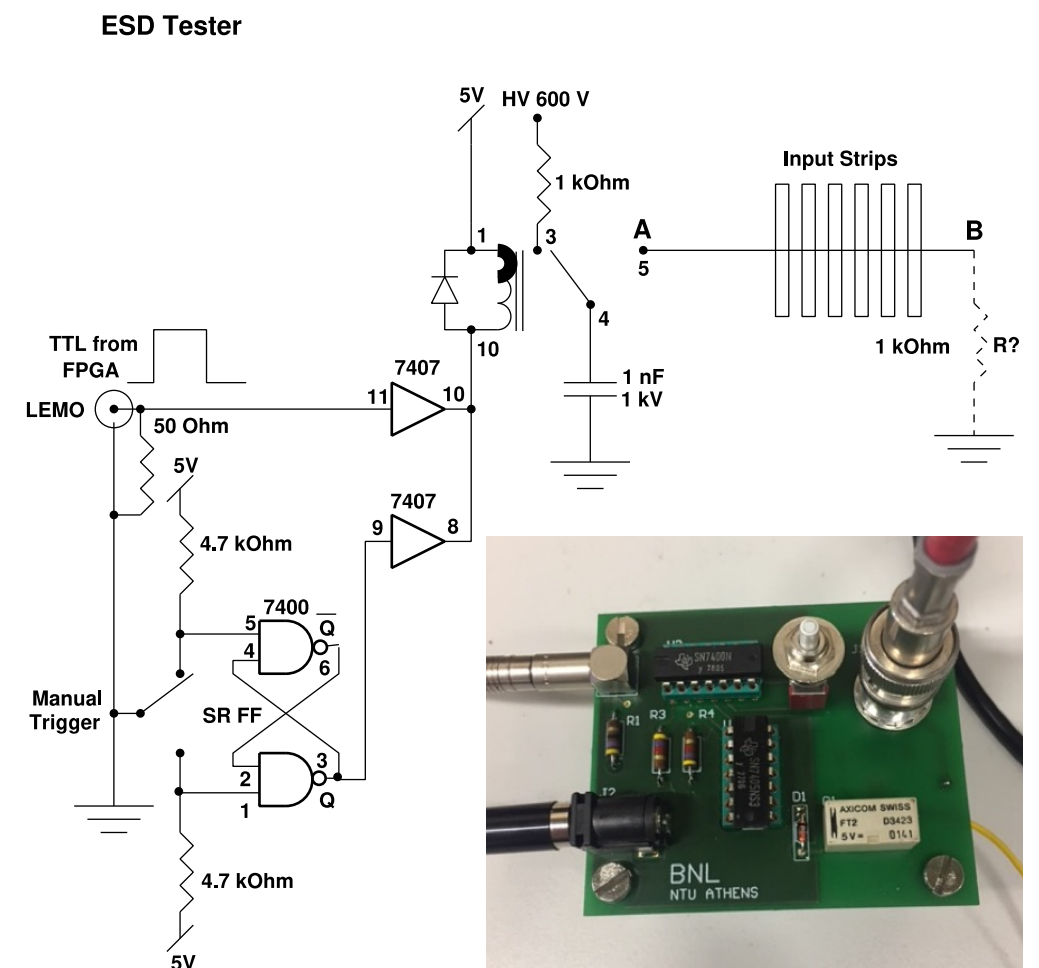 ESD Tester
5V
HV 600 V
1 kOhm
Input Strips
1
3
A
5
B
4
10
1 kOhm
R?
TTL from
FPGA
7407
11
10
1 nF
1 kV
LEMO
50 Ohm
5V
7407
9
8
4.7 kOhm
7400
5
Q
4
6
Manual
Trigger
SR FF
3
2
Q
1
4.7 kOhm
5V
SN7400N
R1
R3
R4
J2
D1
AXICOM SWISS
FT2 D3423
5V= 0141
BNL
NTU ATHENS